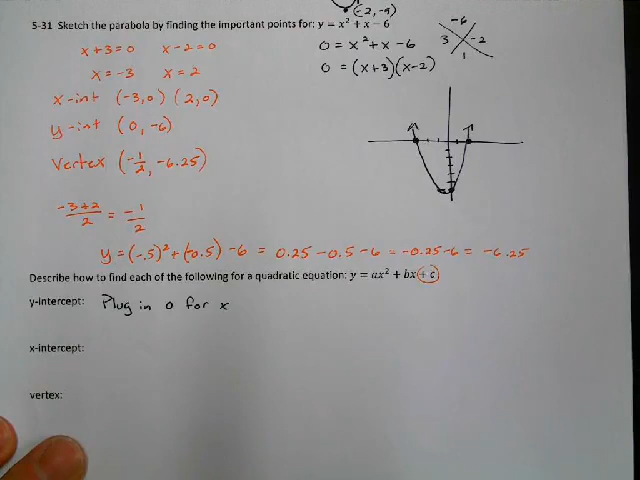 (-2,-9)
5-31 Sketch the parabola by finding the important points for: y = x² + x - 6
x+3=0 x-2=0
x=-3 x=2
x-int (-3,0) (2,0)
y-int (0,-6)
Vertex (-1/2, -6.25)
-3+2/2 = -1/2
y = (-.5)² + (-0.5) - 6 = 0.25 - 0.5 - 6 = -0.25 - 6 = -6.25
0 = x² + x - 6
0 = (x+3)(x-2)
-6
3 -2
1
Describe how to find each of the following for a quadratic equation: y = ax² + bx + c
y-intercept: Plug in 0 for x
x-intercept:
vertex: